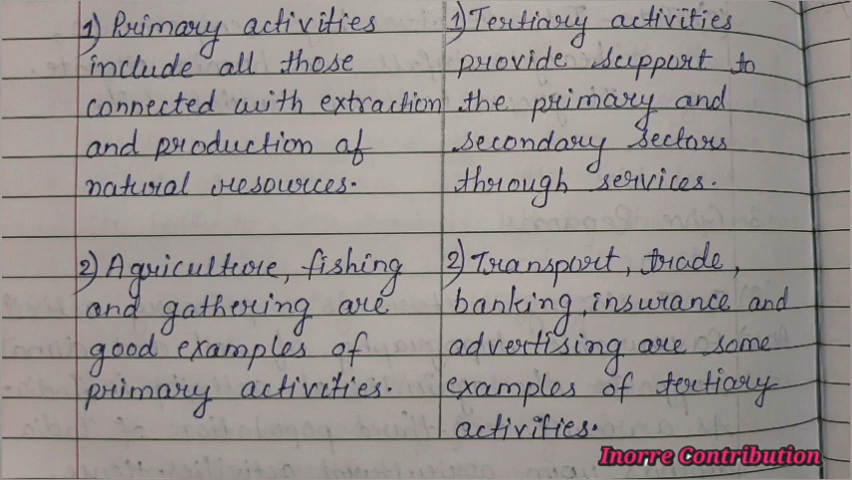 1) Primary activities
include all those
connected with extraction
and production of
natural resources.
2) Agriculture, fishing
and gathering are
good examples of
primary activities.
1) Tertiary activities
provide support to
the primary and
secondary sectors
through services.
2) Transport, trade,
banking, insurance and
advertising are some
examples of tertiary
activities.
Inorre Contribution